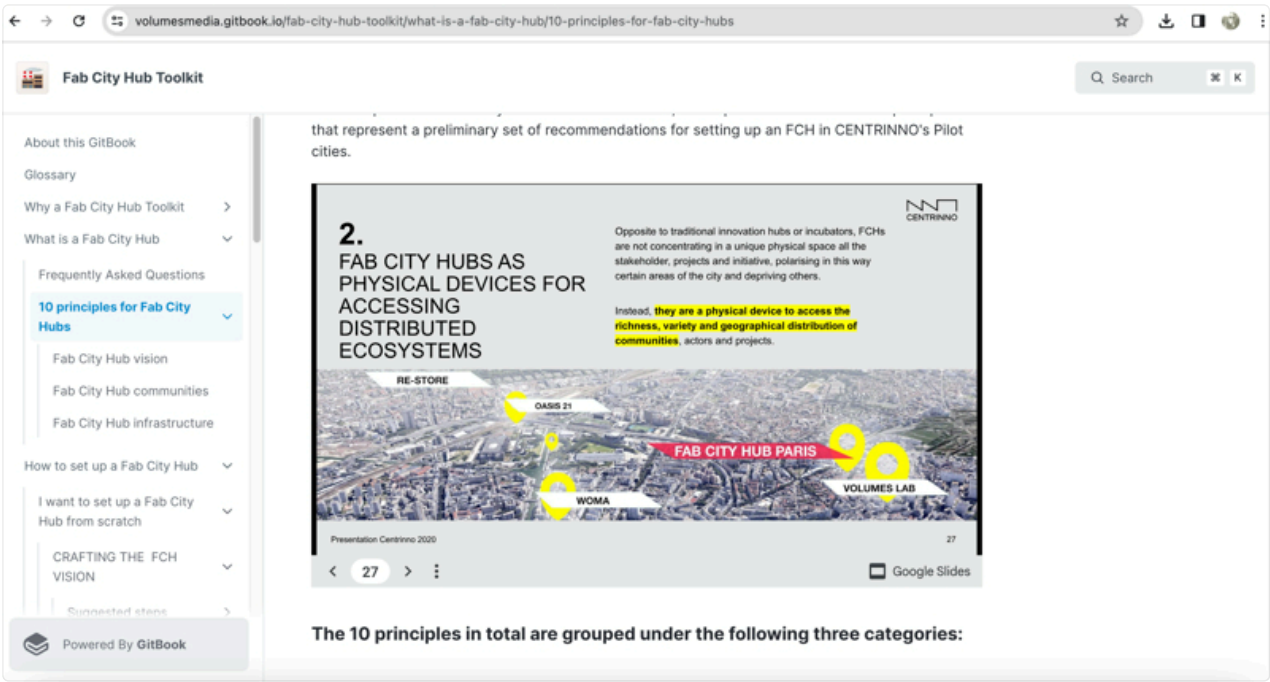 volumesmedia.gitbook.io/fab-city-hub-toolkit/what-is-a-fab-city-hub/10-principles-for-fab-city-hubs
Fab City Hub Toolkit
Search
⌘ K
About this GitBook
Glossary
Why a Fab City Hub Toolkit
What is a Fab City Hub
Frequently Asked Questions
10 principles for Fab City
Hubs
Fab City Hub vision
Fab City Hub communities
Fab City Hub infrastructure
How to set up a Fab City Hub
I want to set up a Fab City
Hub from scratch
CRAFTING THE FCH
VISION
Suggested steps
Powered By GitBook
that represent a preliminary set of recommendations for setting up an FCH in CENTRINNO's Pilot
cities.
CENTRINNO
2.
FAB CITY HUBS AS
PHYSICAL DEVICES FOR
ACCESSING
DISTRIBUTED
ECOSYSTEMS
Opposite to traditional innovation hubs or incubators, FCHs
are not concentrating in a unique physical space all the
stakeholder, projects and initiative, polarising in this way
certain areas of the city and depriving others.
Instead, they are a physical device to access the
richness, variety and geographical distribution of
communities, actors and projects.
RE-STORE
OASIS 21
FAB CITY HUB PARIS
VOLUMES LAB
WOMA
Presentation Centrinno 2020
27
27
Google Slides
The 10 principles in total are grouped under the following three categories: